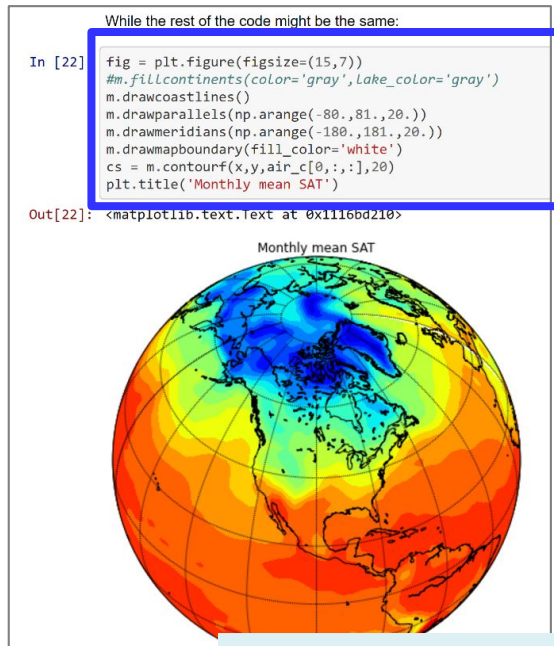 While the rest of the code might be the same:
In [22]
fig = plt.figure(figsize=(15,7))
#m.fillcontinents(color='gray',lake_color='gray')
m.drawcoastlines()
m.drawparallels(np.arange(-80.,81.,20.))
m.drawmeridians(np.arange(-180.,181.,20.))
m.drawmapboundary(fill_color='white')
cs = m.contourf(x,y,air_c[0,:,:],20)
plt.title('Monthly mean SAT')
Out[22]: <matplotlib.text.Text at 0x1116bd210>
Monthly mean SAT